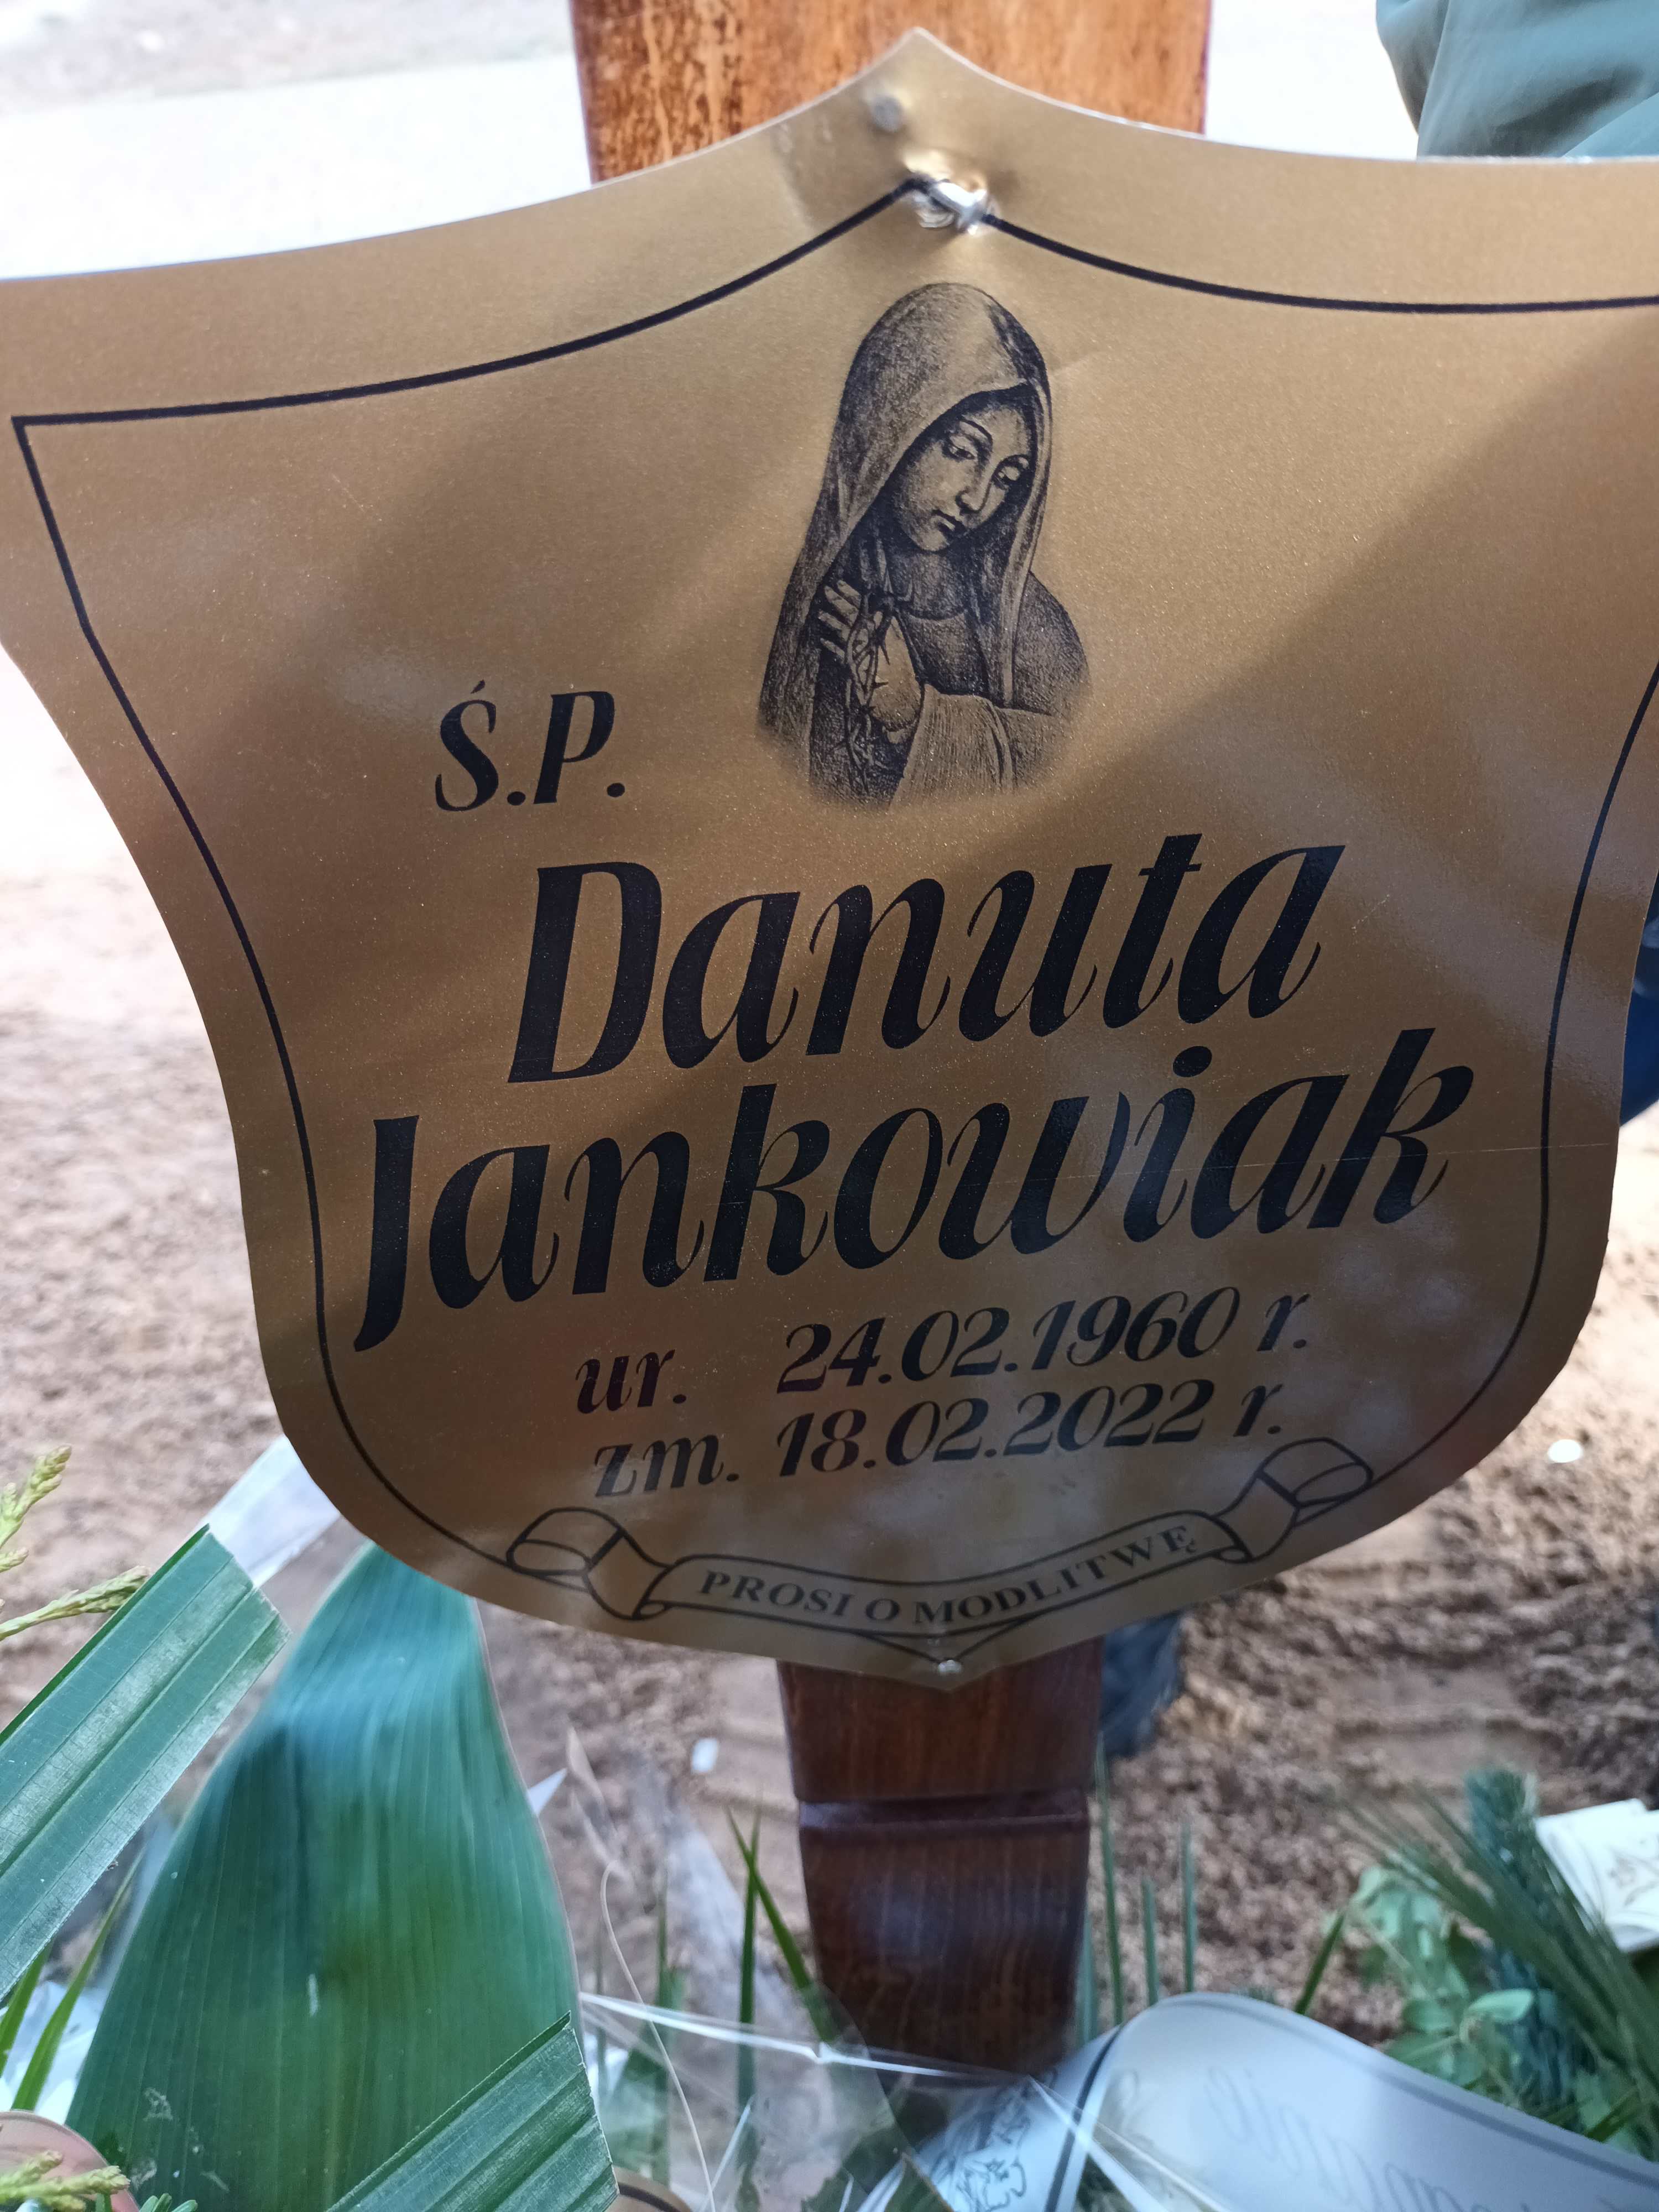 Ś.P.
Danuta
Jankowiak
ur. 24.02.1960 r.
zm. 18.02.2022 r.
PROSI O MODLITWĘ